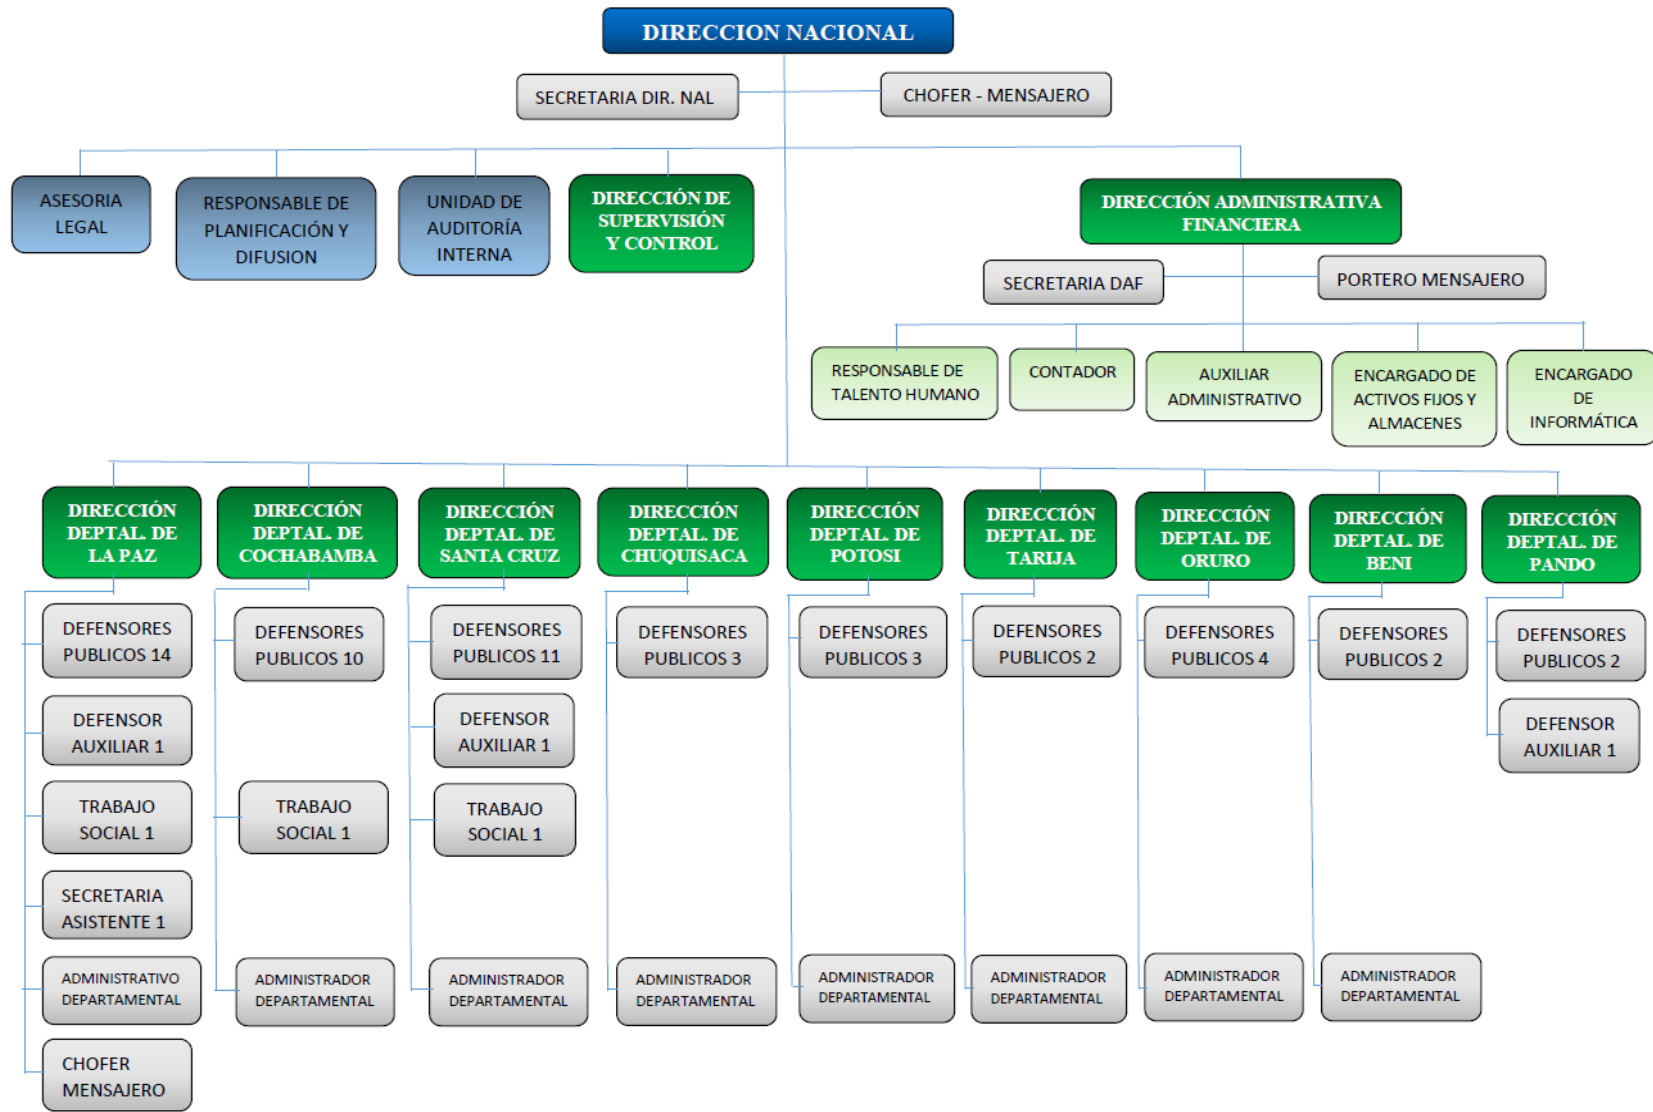 DIRECCION NACIONAL
SECRETARIA DIR. NAL
CHOFER - MENSAJERO
ASESORIA
LEGAL
RESPONSABLE DE
PLANIFICACIÓN Y
DIFUSION
UNIDAD DE
AUDITORÍA
INTERNA
DIRECCIÓN DE
SUPERVISIÓN
Y CONTROL
DIRECCIÓN ADMINISTRATIVA
FINANCIERA
SECRETARIA DAF
PORTERO MENSAJERO
RESPONSABLE DE
TALENTO HUMANO
CONTADOR
AUXILIAR
ADMINISTRATIVO
ENCARGADO DE
ACTIVOS FIJOS Y
ALMACENES
ENCARGADO
DE
INFORMÁTICA
DIRECCIÓN
DEPTAL. DE
LA PAZ
DEFENSORES
PUBLICOS 14
DEFENSOR
AUXILIAR 1
TRABAJO
SOCIAL 1
SECRETARIA
ASISTENTE 1
ADMINISTRATIVO
DEPARTAMENTAL
CHOFER
MENSAJERO
DIRECCIÓN
DEPTAL. DE
COCHABAMBA
DEFENSORES
PUBLICOS 10
TRABAJO
SOCIAL 1
ADMINISTRADOR
DEPARTAMENTAL
DIRECCIÓN
DEPTAL. DE
SANTA CRUZ
DEFENSORES
PUBLICOS 11
DEFENSOR
AUXILIAR 1
TRABAJO
SOCIAL 1
ADMINISTRADOR
DEPARTAMENTAL
DIRECCIÓN
DEPTAL. DE
CHUQUISACA
DEFENSORES
PUBLICOS 3
ADMINISTRADOR
DEPARTAMENTAL
DIRECCIÓN
DEPTAL. DE
POTOSI
DEFENSORES
PUBLICOS 3
ADMINISTRADOR
DEPARTAMENTAL
DIRECCIÓN
DEPTAL. DE
TARIJA
DEFENSORES
PUBLICOS 2
ADMINISTRADOR
DEPARTAMENTAL
DIRECCIÓN
DEPTAL. DE
ORURO
DEFENSORES
PUBLICOS 4
ADMINISTRADOR
DEPARTAMENTAL
DIRECCIÓN
DEPTAL. DE
BENI
DEFENSORES
PUBLICOS 2
ADMINISTRADOR
DEPARTAMENTAL
DIRECCIÓN
DEPTAL. DE
PANDO
DEFENSORES
PUBLICOS 2
DEFENSOR
AUXILIAR 1